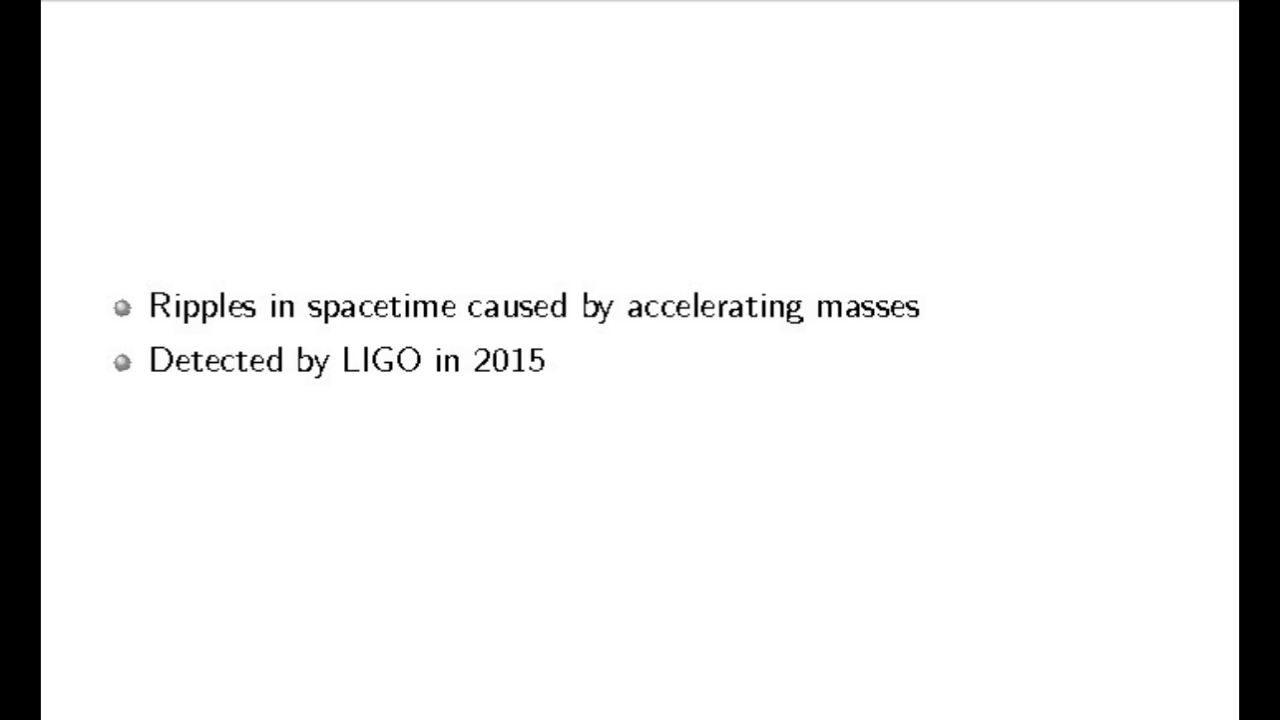 Ripples in spacetime caused by accelerating masses
Detected by LIGO in 2015